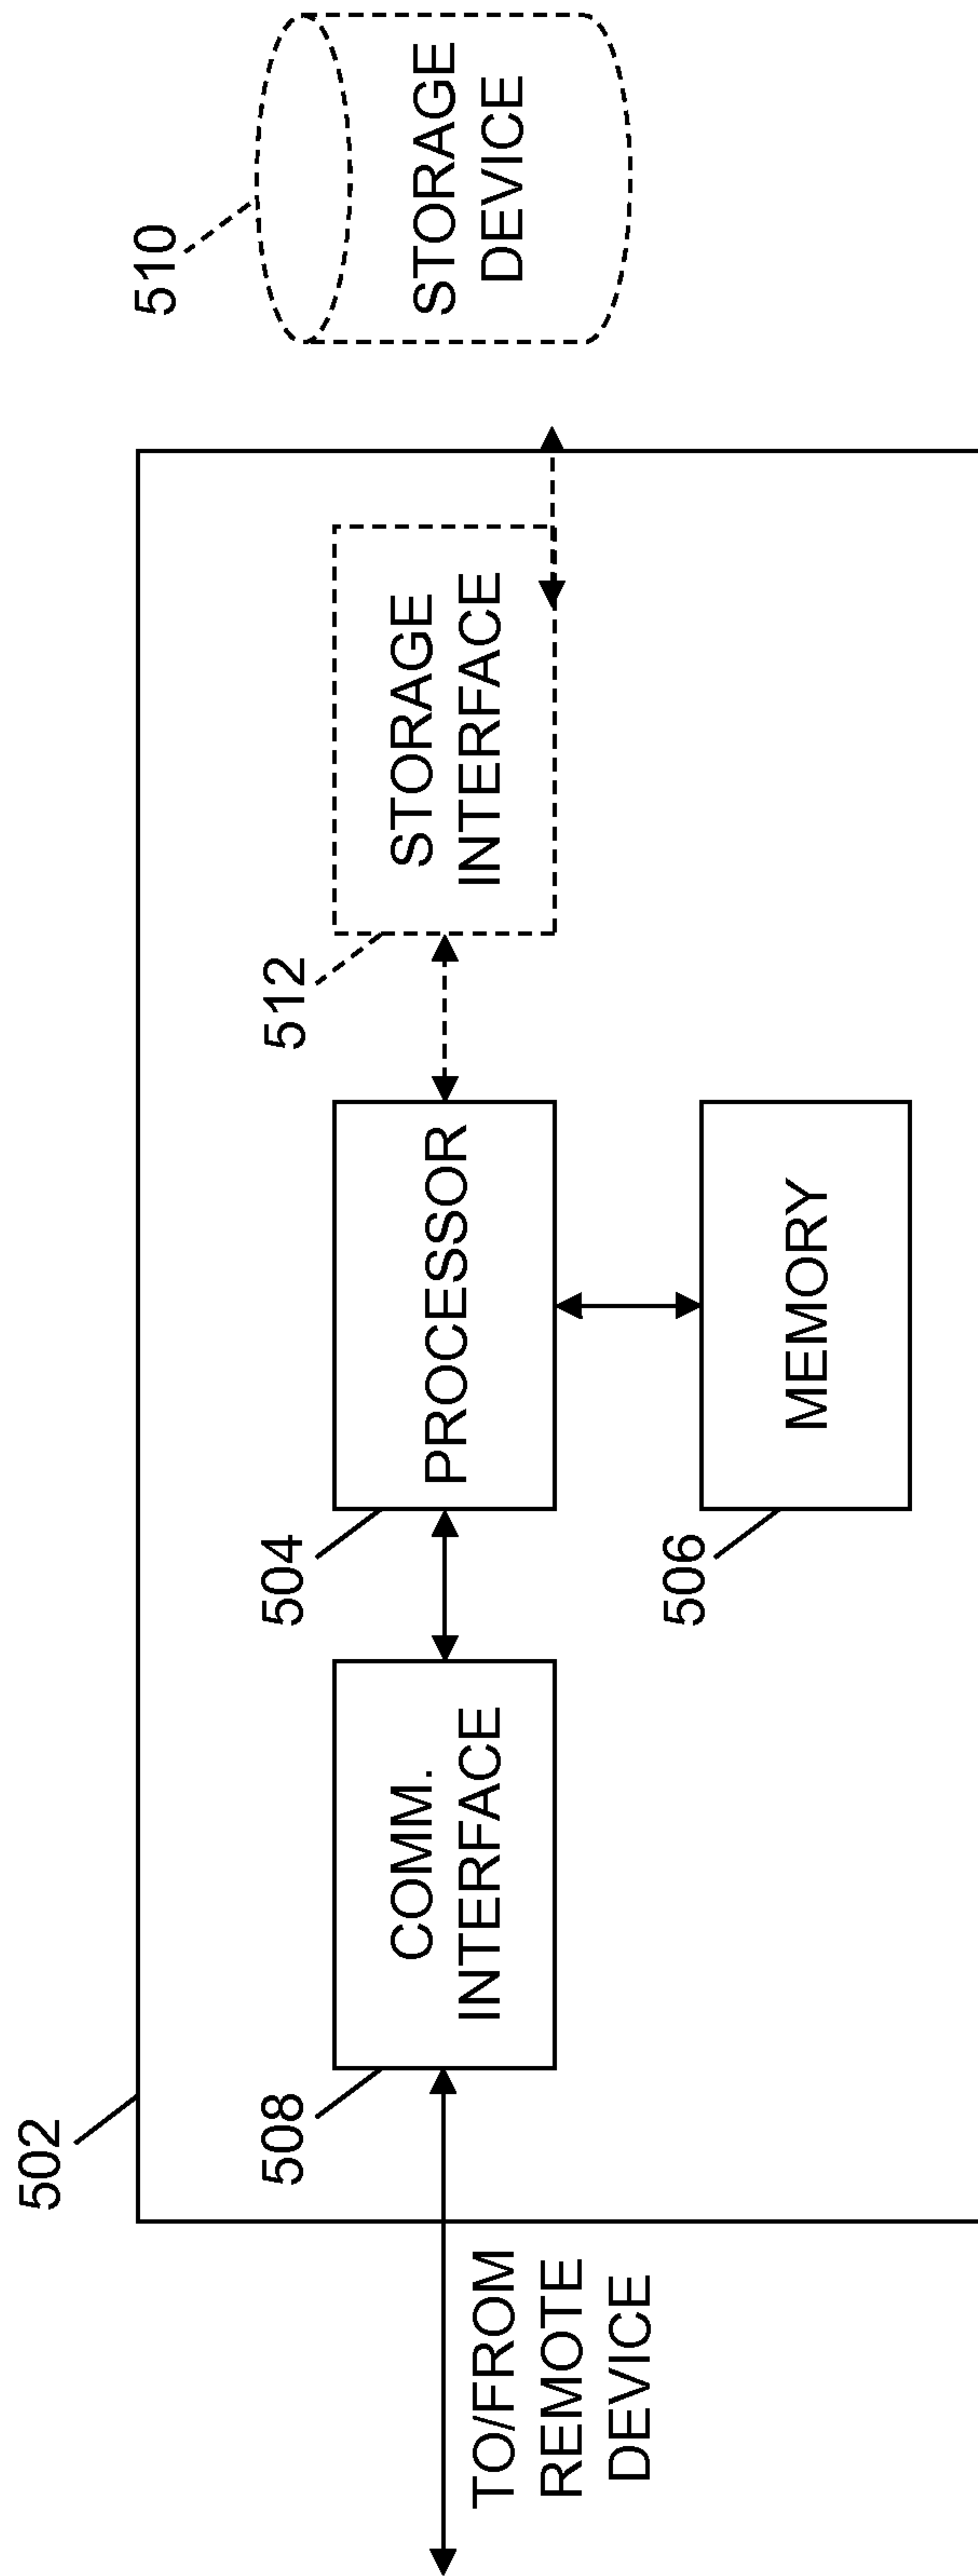 502
508
COMM.
INTERFACE
504
PROCESSOR
506
MEMORY
512
STORAGE
INTERFACE
510
STORAGE
DEVICE
TO/FROM
REMOTE
DEVICE